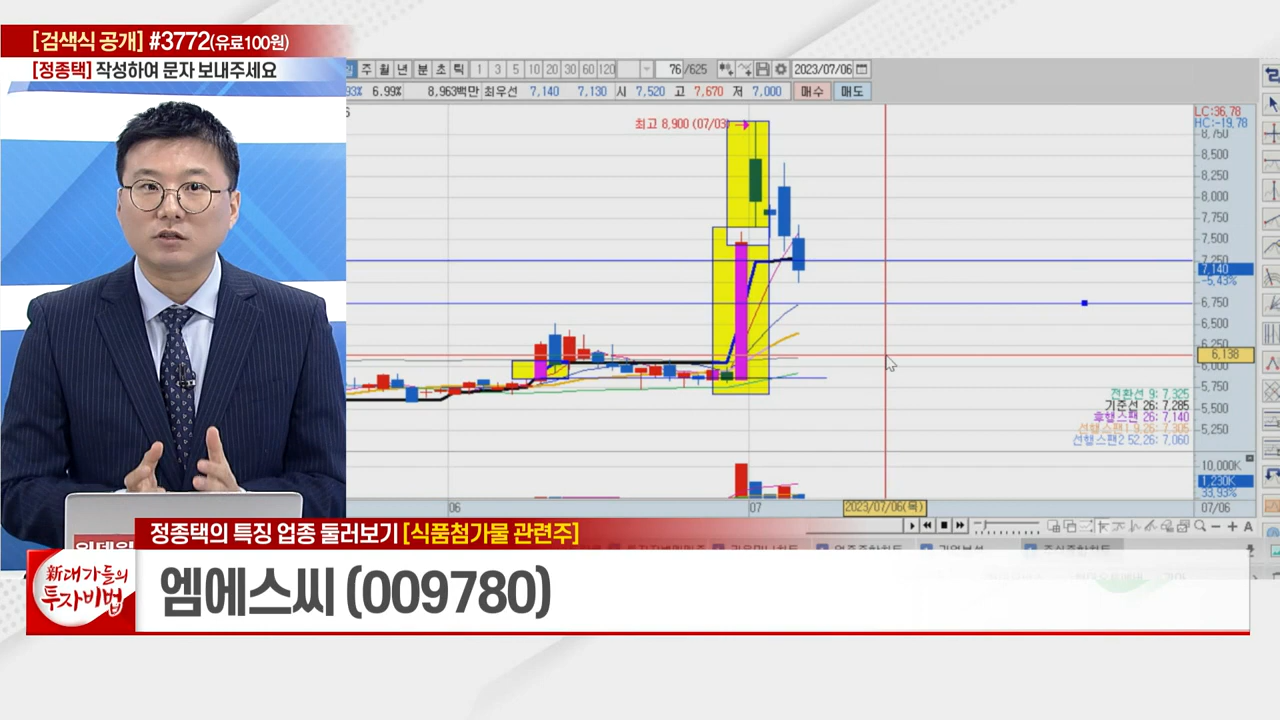 [검색식 공개] #3772(유료100원)
[정종택] 작성하여 문자 보내주세요
일 주 월 년 분 초 틱 1 3 5 10 20 30 60 120 76 /625 2023/07/06
6.99% 8,963백만 최우선 7,140 7,130 시 7,520 고 7,670 저 7,000 매수 매도
LC:36,78
HC:-19,78
최고 8,900 (07/03)
8,750
8,500
8,250
8,000
7,750
7,500
7,250
7,140
-5,43%
6,750
6,500
6,250
6,138
6,000
5,750
5,500
5,250
전환선 9: 7,325
기준선 26: 7,285
후행스팬 26: 7,140
선행스팬1 9,26: 7,305
선행스팬2 52,26: 7,060
10,000K
1,230K
33,93%
06 07 2023/07/06(목) 07/06
정종택의 특징 업종 둘러보기 [식품첨가물 관련주]
新대가들의
투자비법
엠에스씨 (009780)